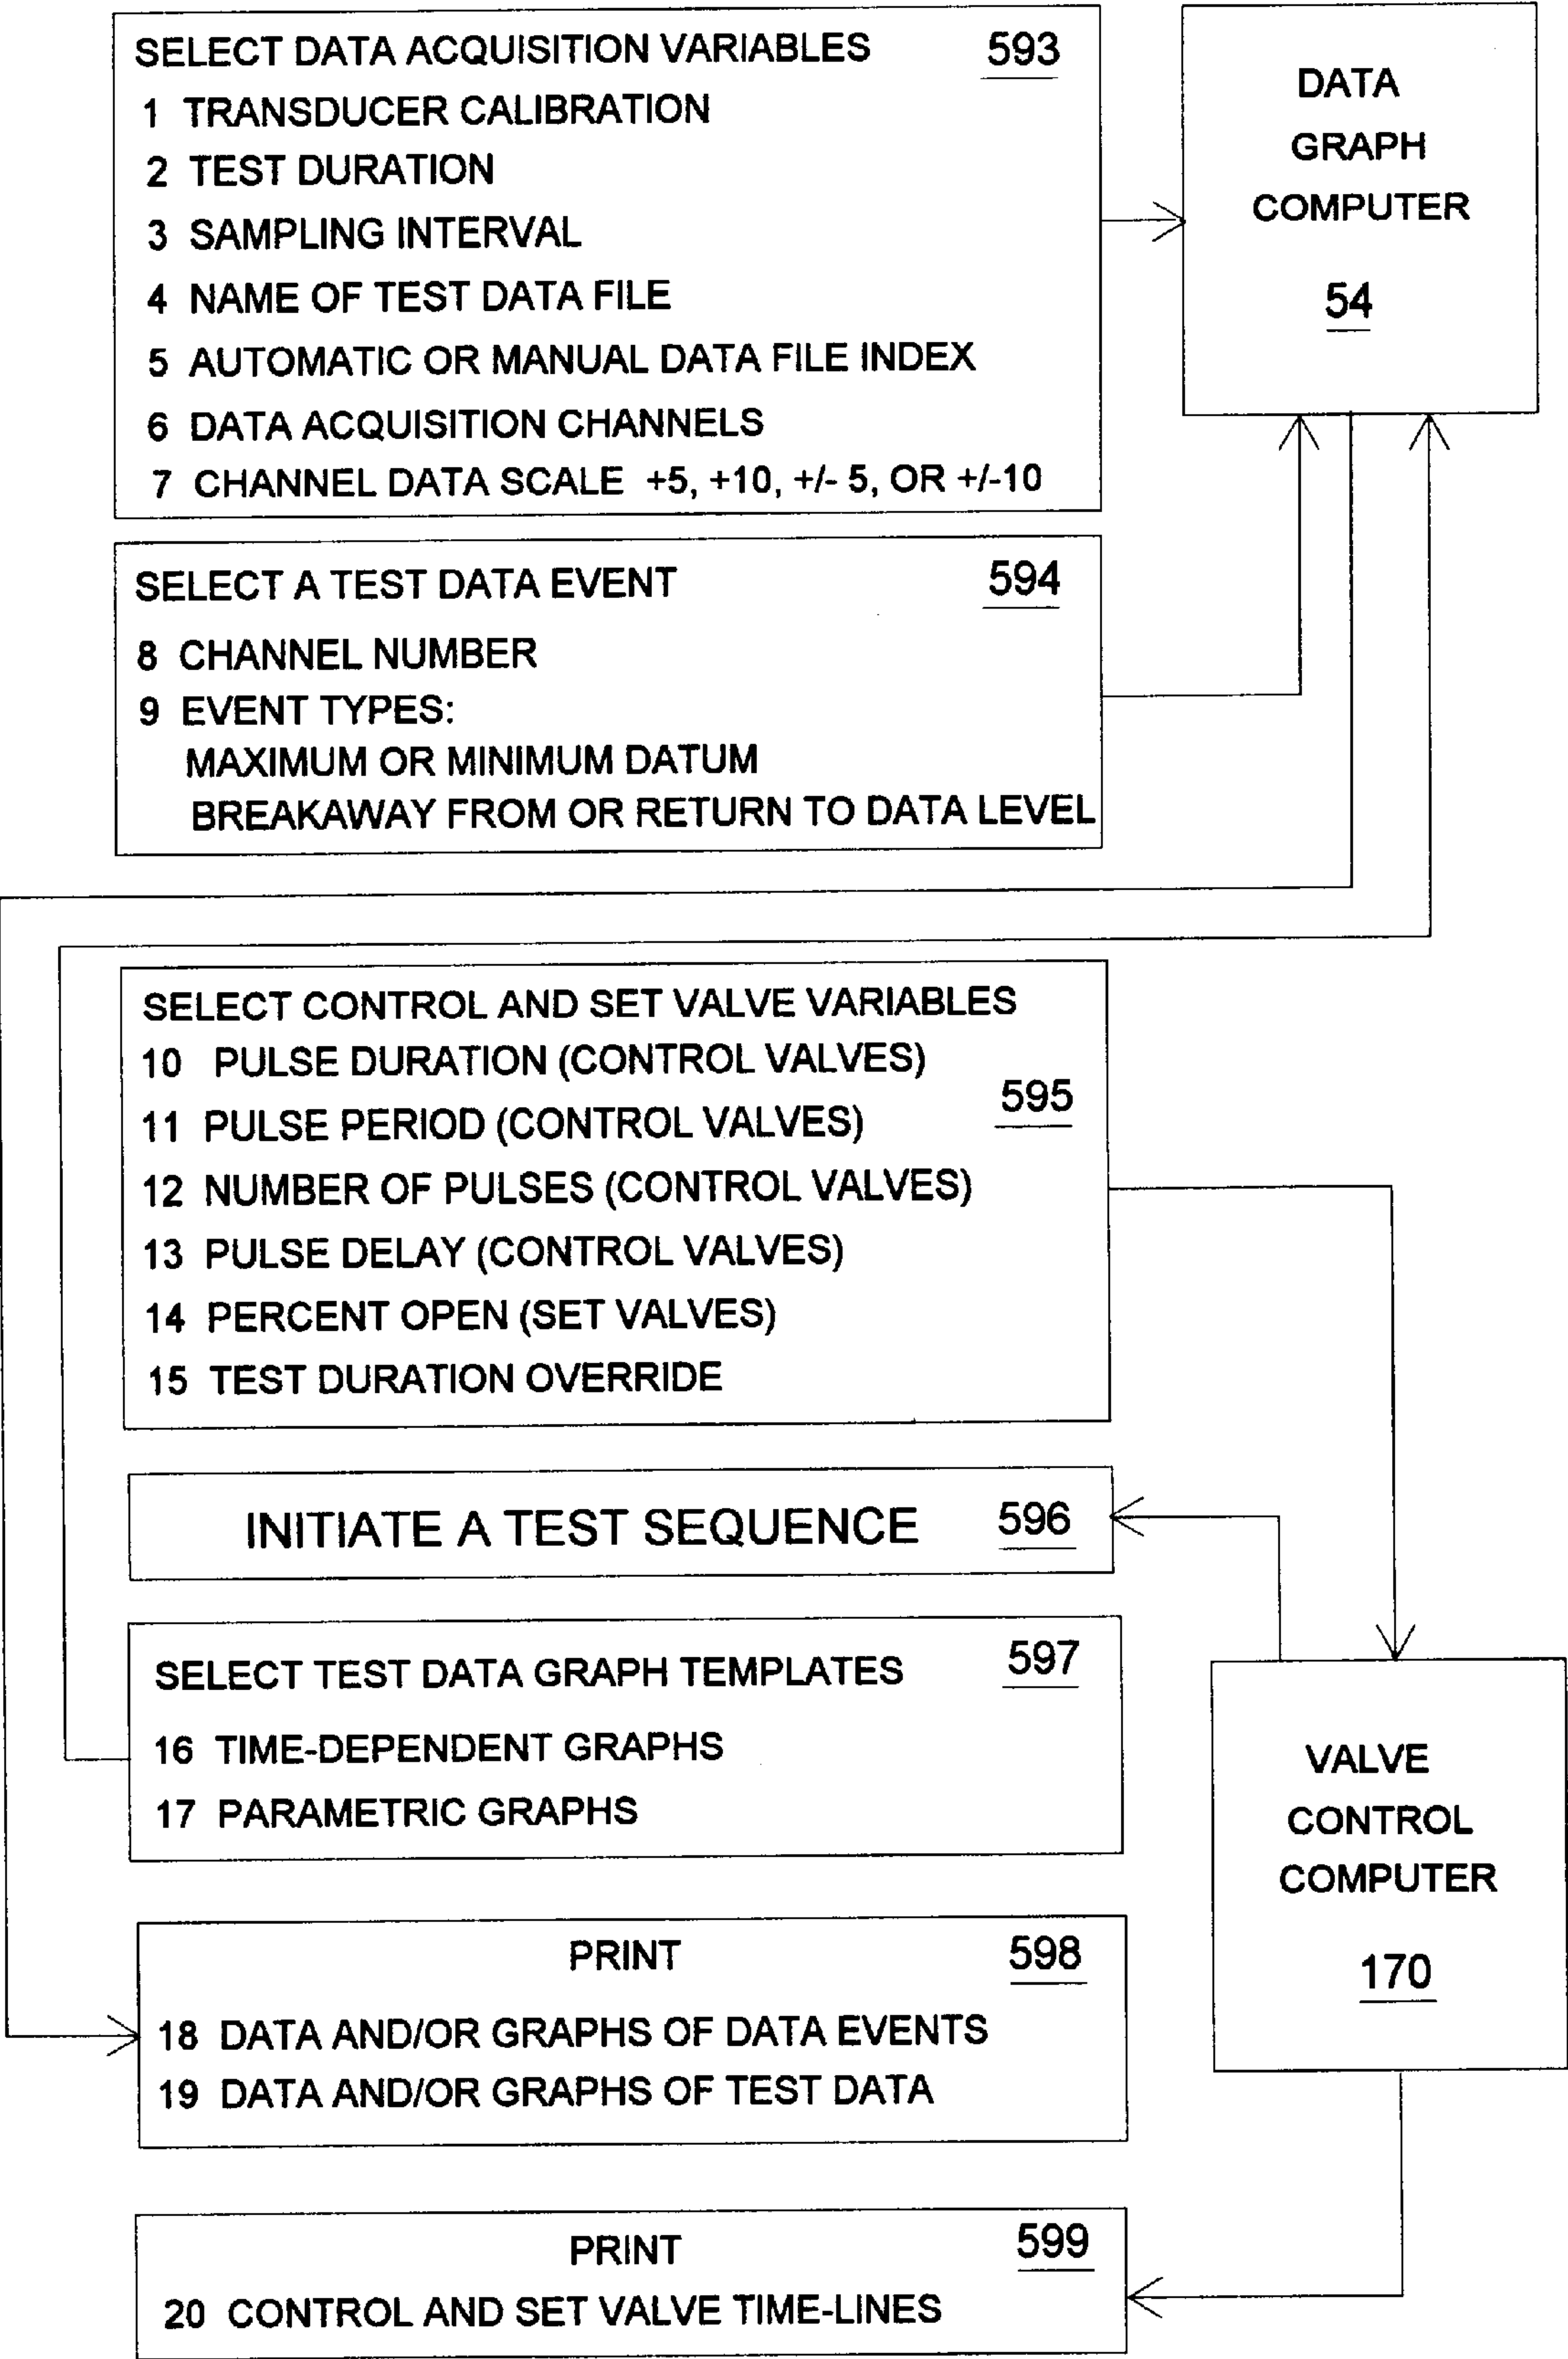 SELECT DATA ACQUISITION VARIABLES 593
1 TRANSDUCER CALIBRATION
2 TEST DURATION
3 SAMPLING INTERVAL
4 NAME OF TEST DATA FILE
5 AUTOMATIC OR MANUAL DATA FILE INDEX
6 DATA ACQUISITION CHANNELS
7 CHANNEL DATA SCALE +5, +10, +/- 5, OR +/-10
DATA
GRAPH
COMPUTER
54
SELECT A TEST DATA EVENT 594
8 CHANNEL NUMBER
9 EVENT TYPES:
MAXIMUM OR MINIMUM DATUM
BREAKAWAY FROM OR RETURN TO DATA LEVEL
SELECT CONTROL AND SET VALVE VARIABLES
10 PULSE DURATION (CONTROL VALVES)
595
11 PULSE PERIOD (CONTROL VALVES)
12 NUMBER OF PULSES (CONTROL VALVES)
13 PULSE DELAY (CONTROL VALVES)
14 PERCENT OPEN (SET VALVES)
15 TEST DURATION OVERRIDE
INITIATE A TEST SEQUENCE 596
SELECT TEST DATA GRAPH TEMPLATES 597
16 TIME-DEPENDENT GRAPHS
17 PARAMETRIC GRAPHS
VALVE
CONTROL
COMPUTER
170
PRINT 598
18 DATA AND/OR GRAPHS OF DATA EVENTS
19 DATA AND/OR GRAPHS OF TEST DATA
PRINT 599
20 CONTROL AND SET VALVE TIME-LINES